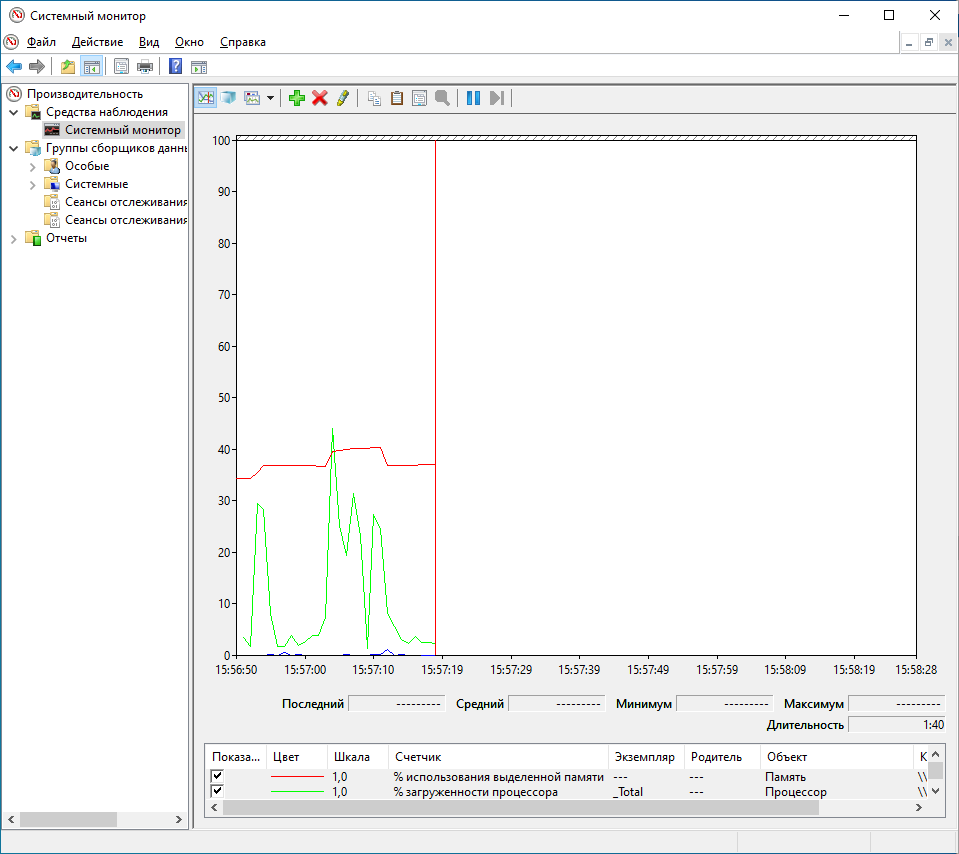 Системный монитор
Файл Действие Вид Окно Справка
Производительность
Средства наблюдения
Системный монитор
Группы сборщиков даннь
Особые
Системные
Сеансы отслеживания
Сеансы отслеживания
Отчеты
100
90
80
70
60
50
40
30
20
10
0
15:56:50 15:57:00 15:57:10 15:57:19 15:57:29 15:57:39 15:57:49 15:57:59 15:58:09 15:58:19 15:58:28
Последний --------- Средний --------- Минимум --------- Максимум ---------
Длительность 1:40
Показа... Цвет Шкала Счетчик Экземпляр Родитель Объект К
1,0 % использования выделенной памяти --- --- Память \\
1,0 % загруженности процессора _Total --- Процессор \\